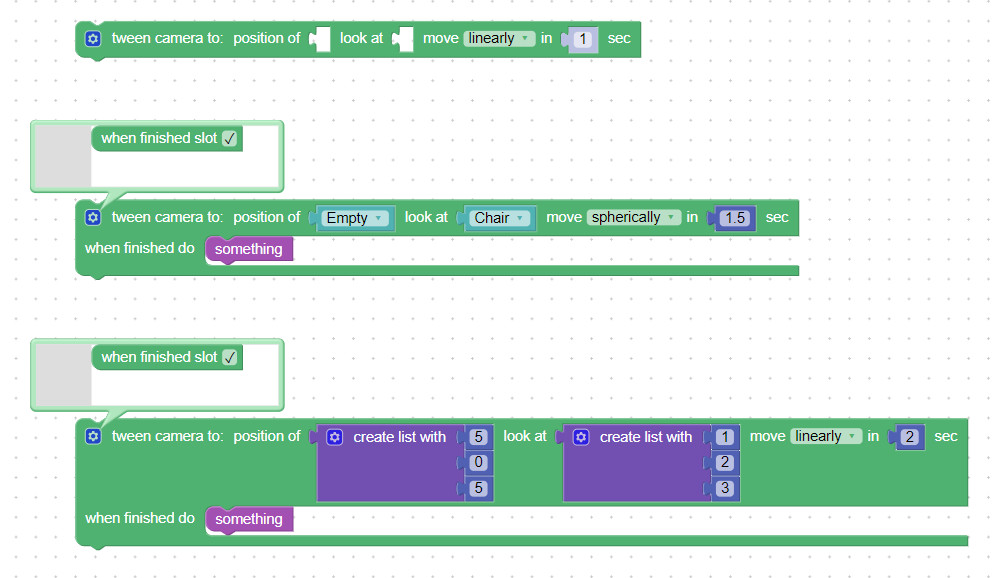 tween camera to: position of look at move linearly in 1 sec
when finished slot ✓
tween camera to: position of Empty look at Chair move spherically in 1.5 sec
when finished do something
when finished slot ✓
tween camera to: position of create list with 5 look at create list with 1 move linearly in 2 sec
0 2
5 3
when finished do something